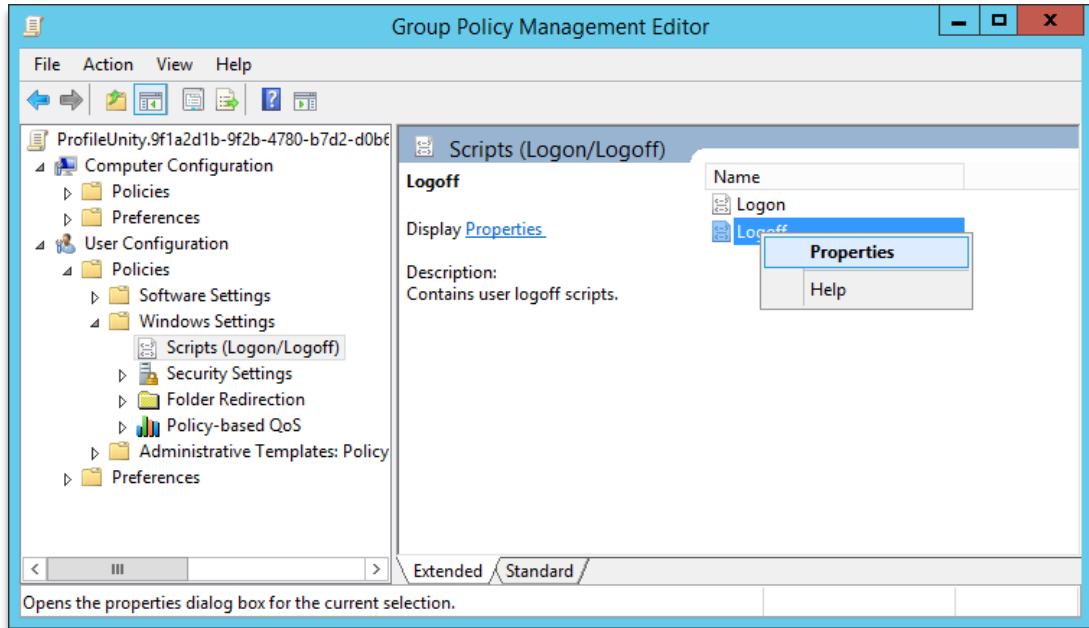 Group Policy Management Editor
File Action View Help
ProfileUnity.9f1a2d1b-9f2b-4780-b7d2-d0b6
Computer Configuration
Policies
Preferences
User Configuration
Policies
Software Settings
Windows Settings
Scripts (Logon/Logoff)
Security Settings
Folder Redirection
Policy-based QoS
Administrative Templates: Policy
Preferences
Scripts (Logon/Logoff)
Logoff
Display Properties
Description:
Contains user logoff scripts.
Name
Logon
Logoff
Properties
Help
Extended Standard
Opens the properties dialog box for the current selection.